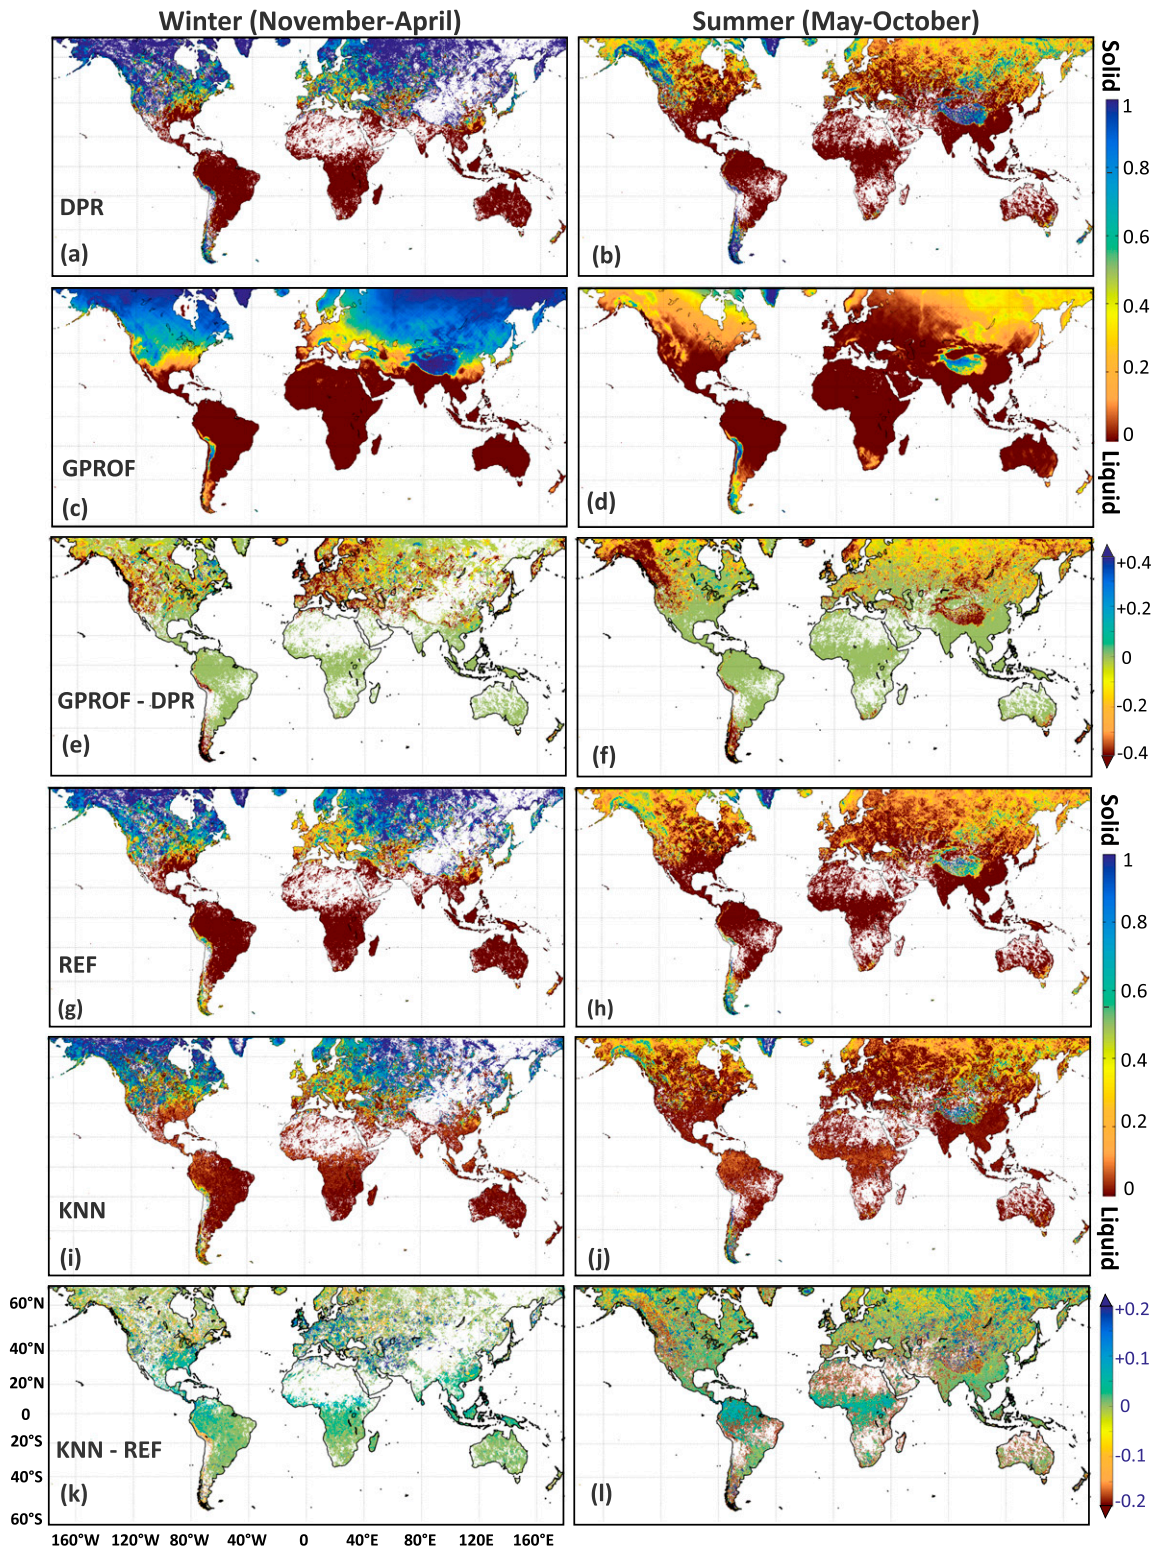 Winter (November-April)
Summer (May-October)
DPR
(a)
(b)
Solid
1
0.8
0.6
0.4
0.2
0
Liquid
GPROF
(c)
(d)
GPROF - DPR
(e)
(f)
+0.4
+0.2
0
-0.2
-0.4
REF
(g)
(h)
Solid
1
0.8
0.6
0.4
0.2
0
Liquid
KNN
(i)
(j)
KNN - REF
(k)
(l)
+0.2
+0.1
0
-0.1
-0.2
60°N
40°N
20°N
0
20°S
40°S
60°S
160°W 120°W 80°W 40°W 0 40°E 80°E 120E 160°E